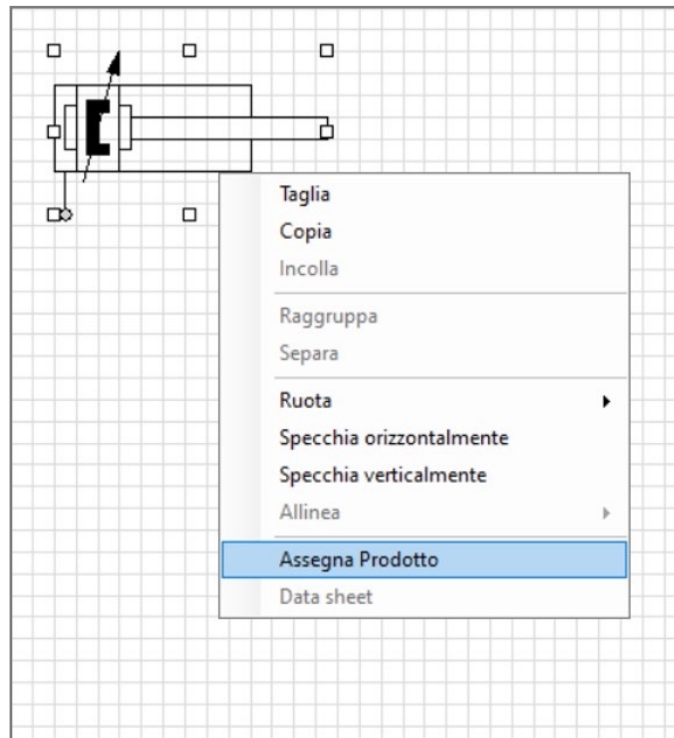 Taglia
Copia
Incolla
Raggruppa
Separa
Ruota
Specchia orizzontalmente
Specchia verticalmente
Allinea
Assegna Prodotto
Data sheet